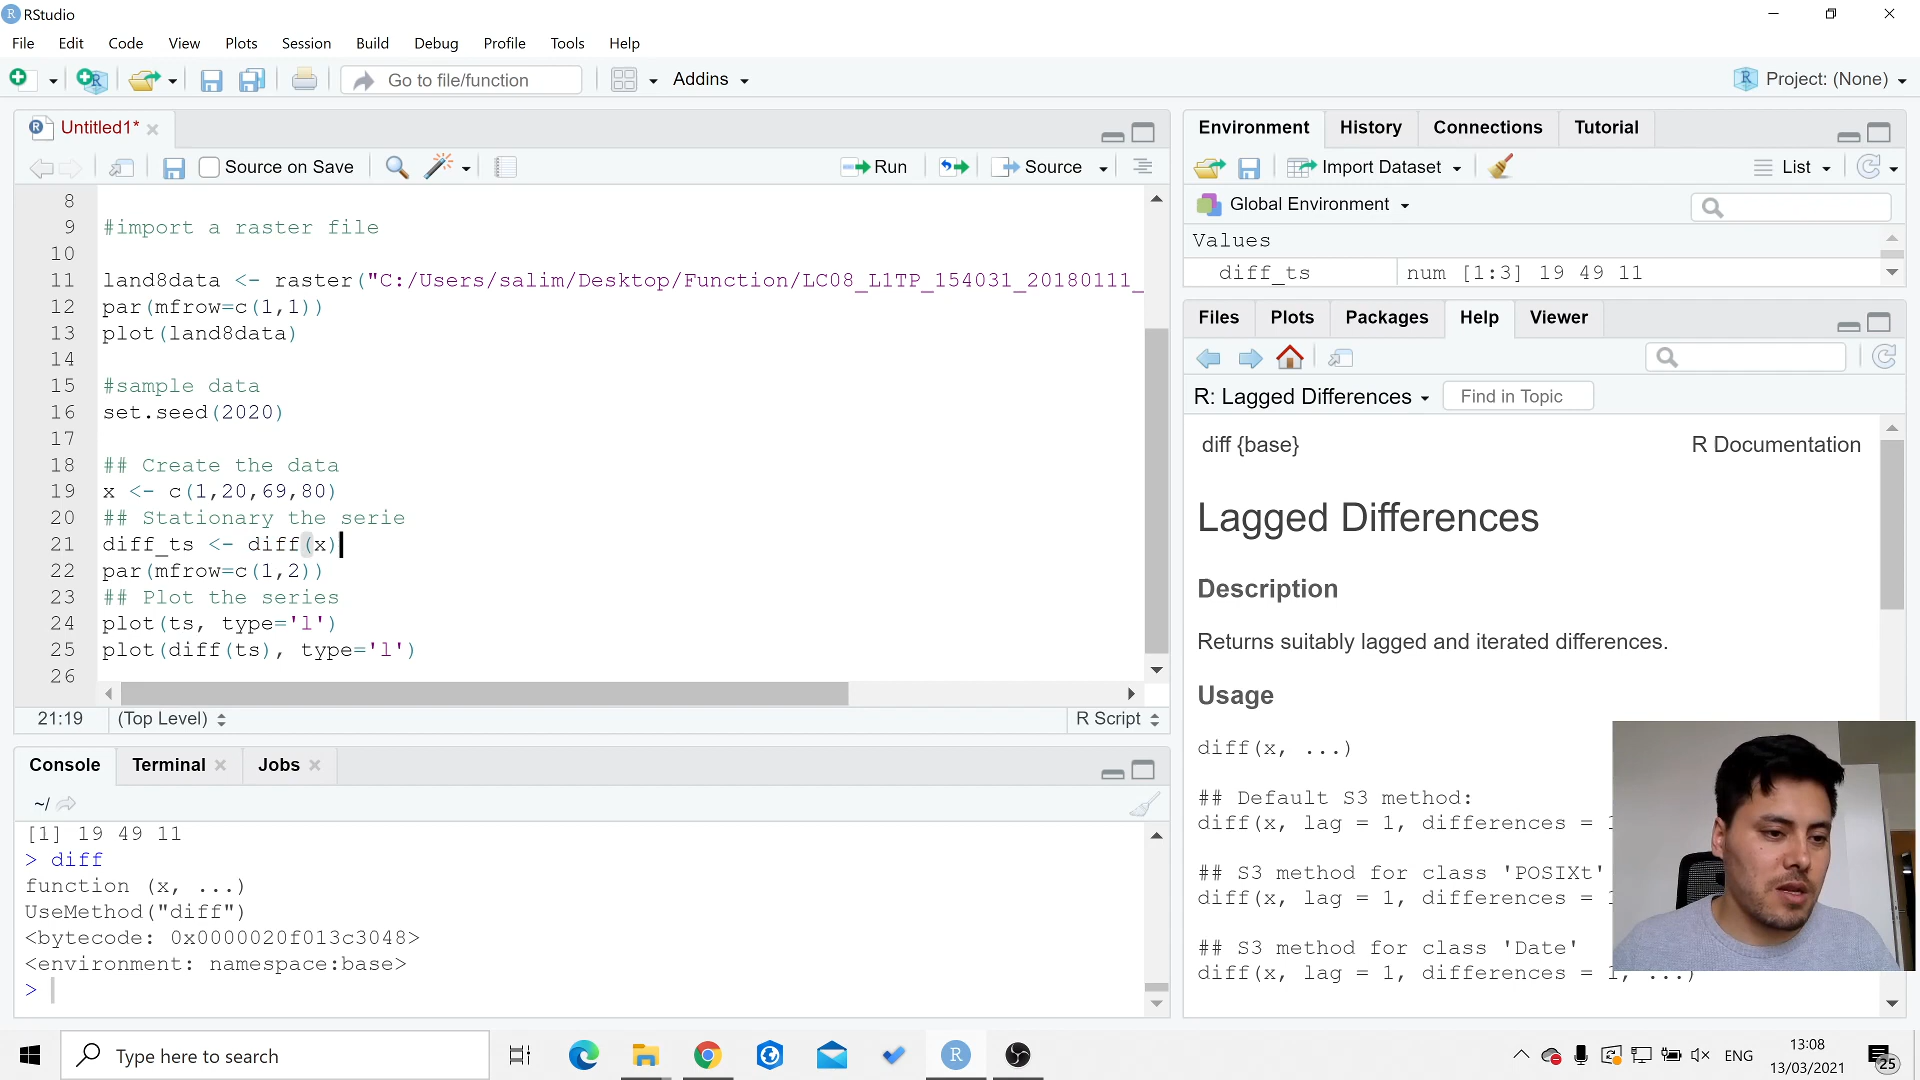 RStudio
File Edit Code View Plots Session Build Debug Profile Tools Help
Go to file/function Addins Project: (None)
Untitled1*
Source on Save Run Source
8
9 #import a raster file
10
11 land8data <- raster("C:/Users/salim/Desktop/Function/LC08_L1TP_154031_20180111_
12 par(mfrow=c(1,1))
13 plot(land8data)
14
15 #sample data
16 set.seed(2020)
17
18 ## Create the data
19 x <- c(1,20,69,80)
20 ## Stationary the serie
21 diff_ts <- diff(x)
22 par(mfrow=c(1,2))
23 ## Plot the series
24 plot(ts, type='l')
25 plot(diff(ts), type='l')
26
21:19 (Top Level) R Script
Console Terminal Jobs
~/
[1] 19 49 11
> diff
function (x, ...)
UseMethod("diff")
<bytecode: 0x0000020f013c3048>
<environment: namespace:base>
>
Environment History Connections Tutorial
Import Dataset List
Global Environment
Values
diff_ts num [1:3] 19 49 11
Files Plots Packages Help Viewer
R: Lagged Differences Find in Topic
diff {base} R Documentation
Lagged Differences
Description
Returns suitably lagged and iterated differences.
Usage
diff(x, ...)
## Default S3 method:
diff(x, lag = 1, differences = 1
## S3 method for class 'POSIXt'
diff(x, lag = 1, differences = 1
## S3 method for class 'Date'
diff(x, lag = 1, differences = 1, ...)
Type here to search
ENG
13:08
13/03/2021
25